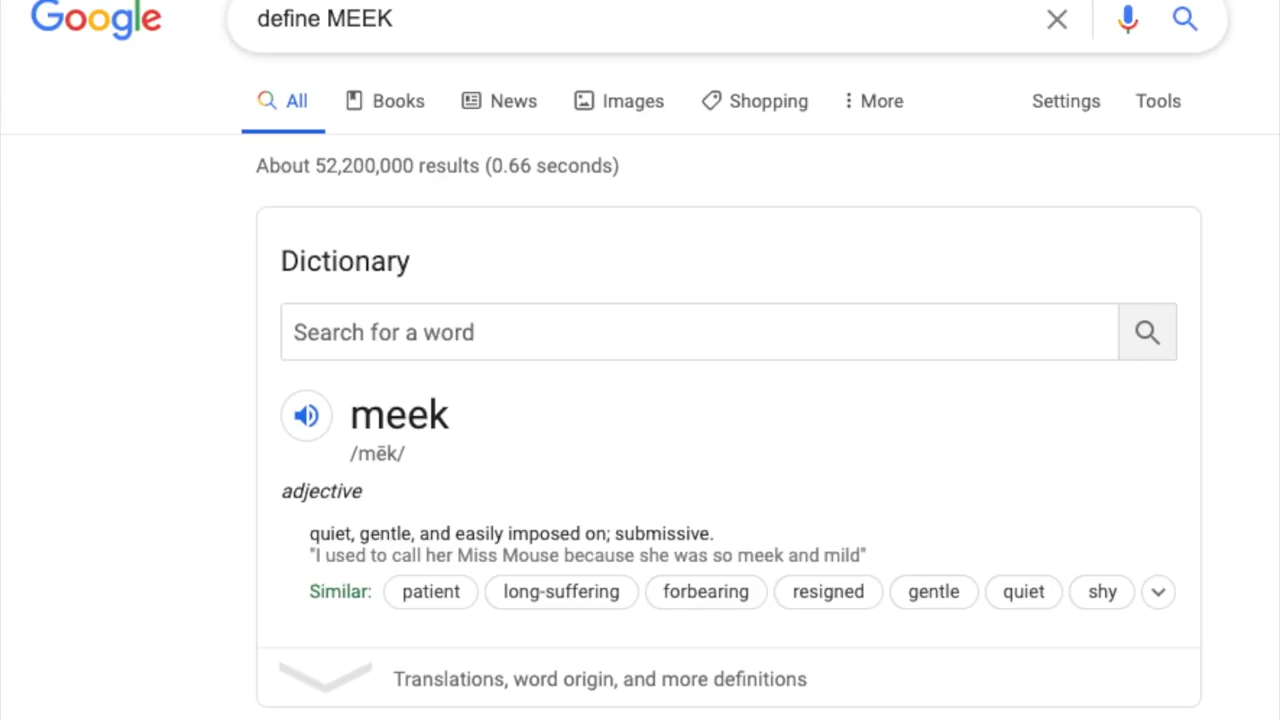 Google
define MEEK
All Books News Images Shopping More Settings Tools
About 52,200,000 results (0.66 seconds)
Dictionary
Search for a word
meek
/mēk/
adjective
quiet, gentle, and easily imposed on; submissive.
"I used to call her Miss Mouse because she was so meek and mild"
Similar: patient long-suffering forbearing resigned gentle quiet shy
Translations, word origin, and more definitions